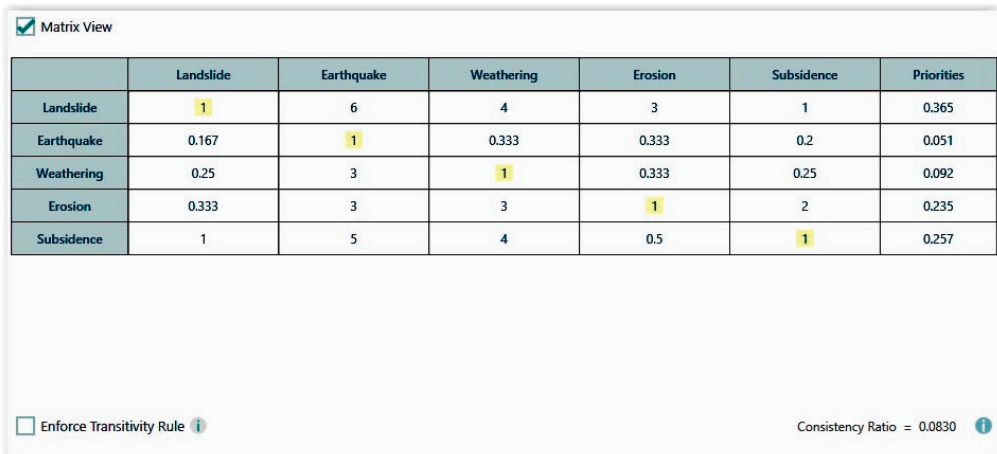 Matrix View
Landslide Earthquake Weathering Erosion Subsidence Priorities
Landslide 1 6 4 3 1 0.365
Earthquake 0.167 1 0.333 0.333 0.2 0.051
Weathering 0.25 3 1 0.333 0.25 0.092
Erosion 0.333 3 3 1 2 0.235
Subsidence 1 5 4 0.5 1 0.257
Enforce Transitivity Rule i Consistency Ratio = 0.0830 i